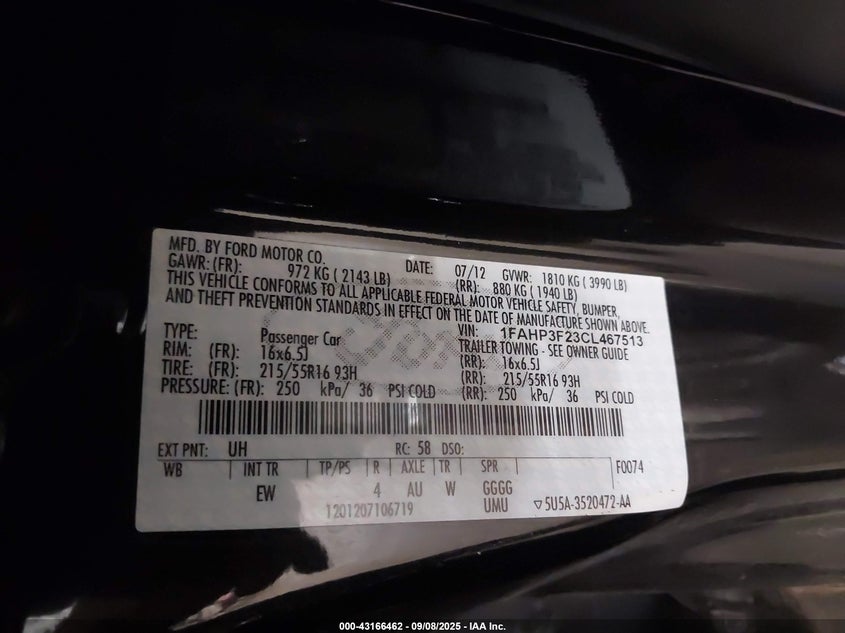 MFD. BY FORD MOTOR CO.
DATE: 07/12 GVWR: 1810 KG ( 3990 LB)
GAWR: (FR): 972 KG ( 2143 LB) (RR): 880 KG ( 1940 LB)
THIS VEHICLE CONFORMS TO ALL APPLICABLE FEDERAL MOTOR VEHICLE SAFETY, BUMPER,
AND THEFT PREVENTION STANDARDS IN EFFECT ON THE DATE OF MANUFACTURE SHOWN ABOVE.
VIN: 1FAHP3F23CL467513
TYPE: Passenger Car TRAILER TOWING - SEE OWNER GUIDE
RIM: (FR): 16x6.5J (RR): 16x6.5J
TIRE: (FR): 215/55R16 93H (RR): 215/55R16 93H
PRESSURE: (FR): 250 kPa/ 36 PSI COLD (RR): 250 kPa/ 36 PSI COLD
EXT PNT: UH RC: 58 DSO:
WB INT TR TP/PS R AXLE TR SPR F0074
EW 4 AU W GGGG
1201207106719 UMU ▽5U5A-3520472-AA
000-43166462 - 09/08/2025 - IAA Inc.